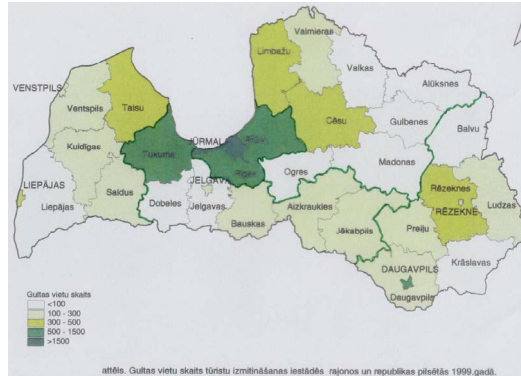 Valmieras
Limbažu
VENSTPILS
Valkas
Alūksnes
Ventspils
Talsu
Cēsu
Gulbenes
Balvu
JŪRMALA
Kuldīgas
Tukuma
Rīgas
Madonas
LIEPĀJAS
JELGAVA
Ogres
Rēzeknes
Ludzas
Saldus
RĒZEKNE
Liepājas
Dobeles
Jelgavas
Aizkraukles
Bauskas
Jēkabpils
Preiļu
DAUGAVPILS
Krāslavas
Daugavpils
Gultas vietu skaits
<100
100 - 300
300 - 500
500 - 1500
>1500
attēls. Gultas vietu skaits tūristu izmitināšanas iestādēs rajonos un republikas pilsētās 1999.gadā.